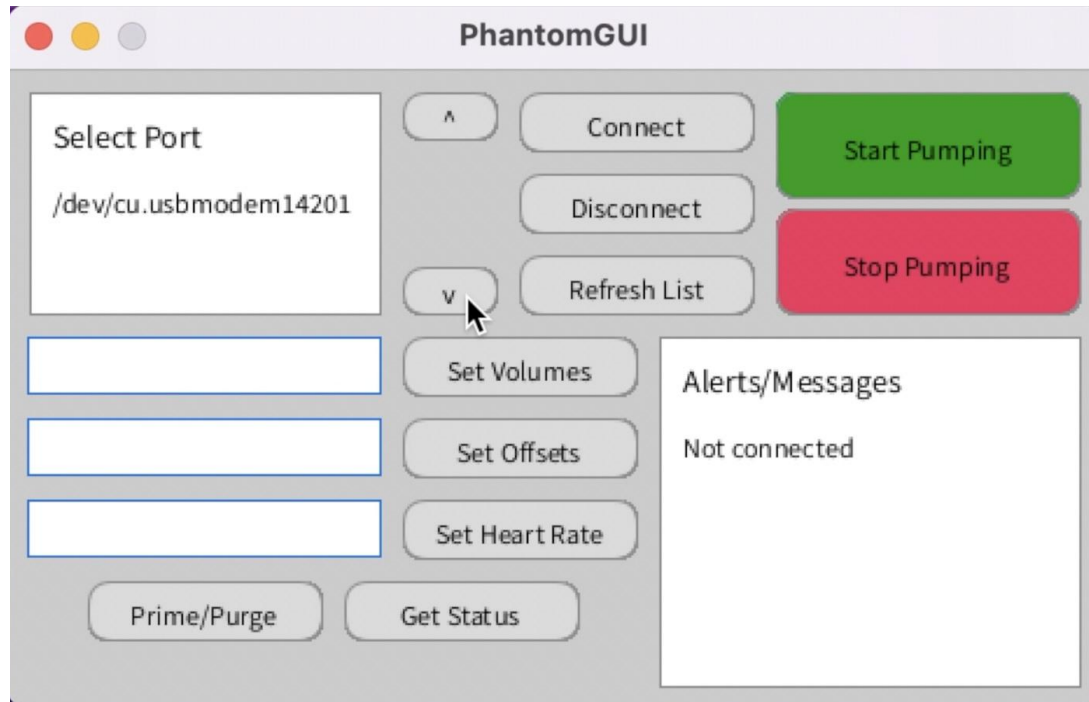 PhantomGUI
Select Port
/dev/cu.usbmodem14201
^
v
Connect
Disconnect
Refresh List
Start Pumping
Stop Pumping
Set Volumes
Set Offsets
Set Heart Rate
Prime/Purge
Get Status
Alerts/Messages
Not connected